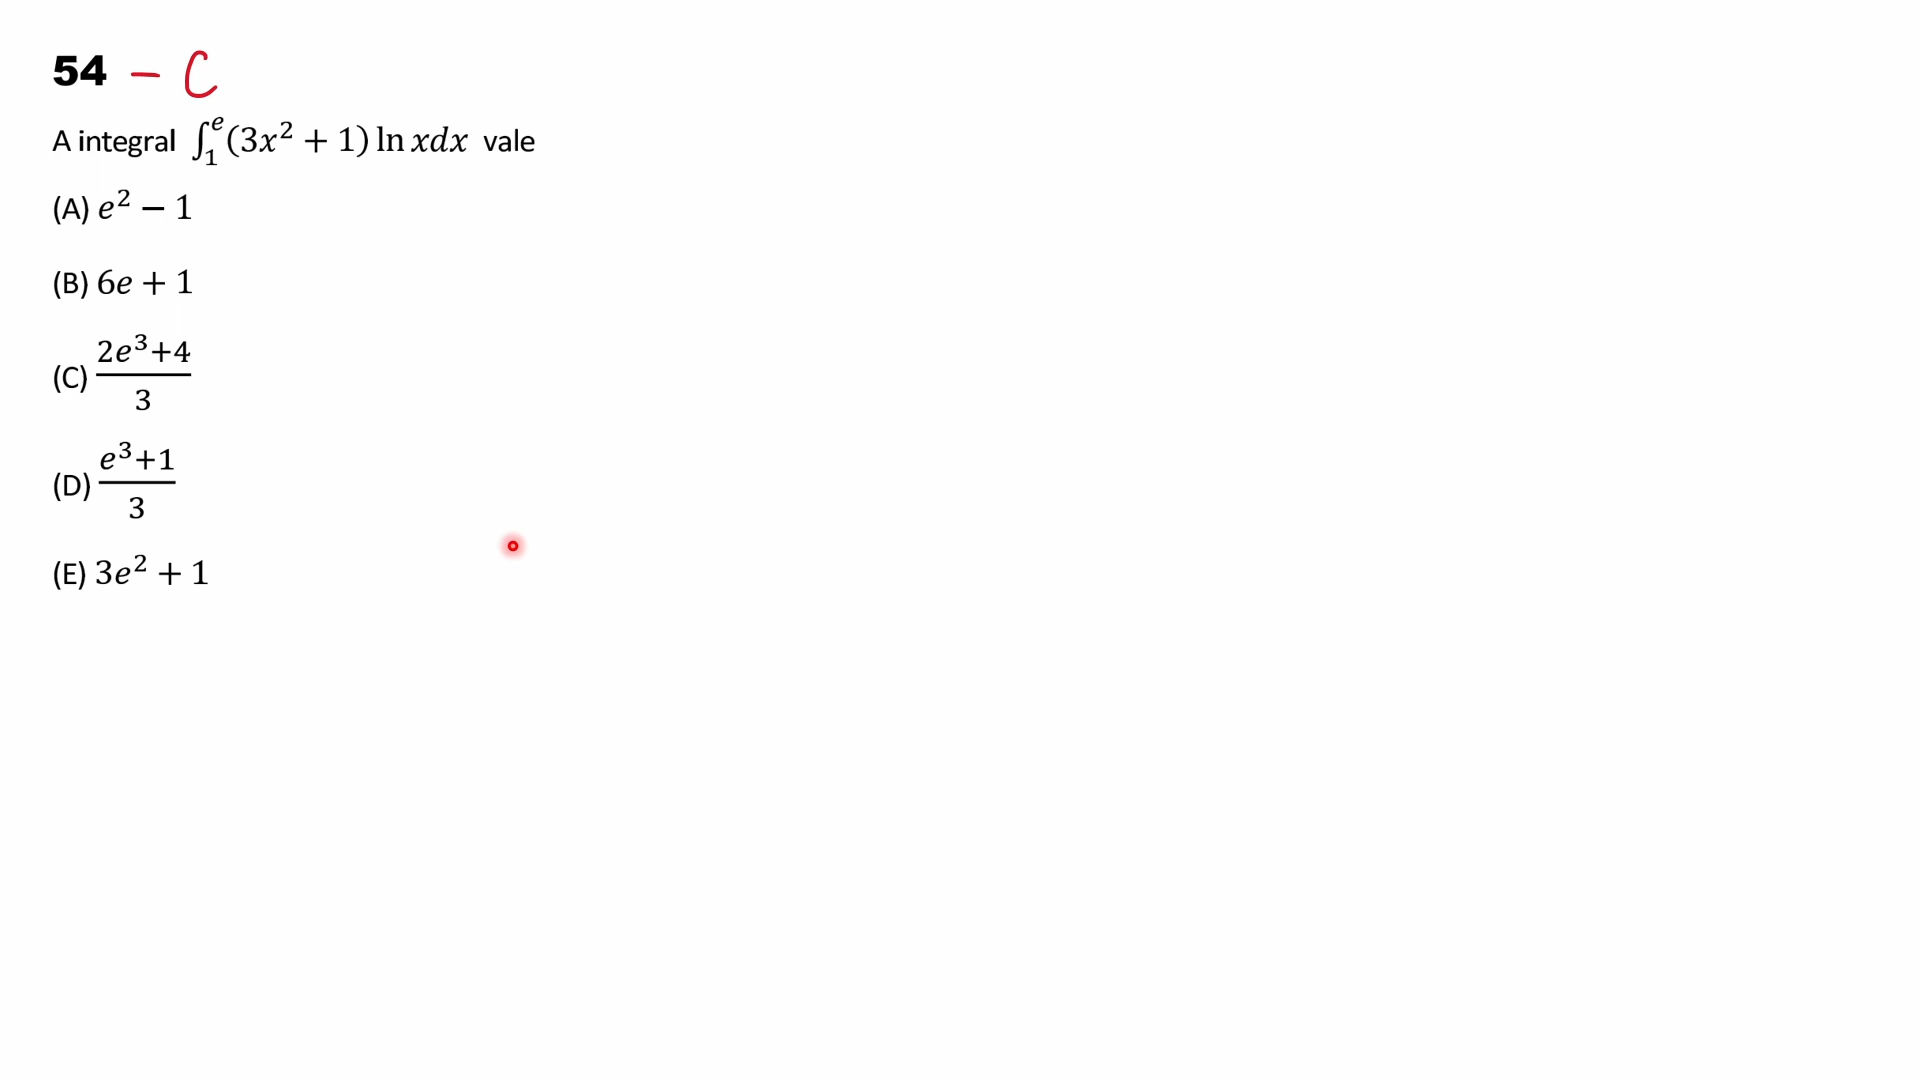 54 - C
A integral ∫₁ᵉ(3x² + 1) ln xdx vale
(A) e² − 1
(B) 6e + 1
(C) 2e³+4
3
(D) e³+1
3
(E) 3e² + 1